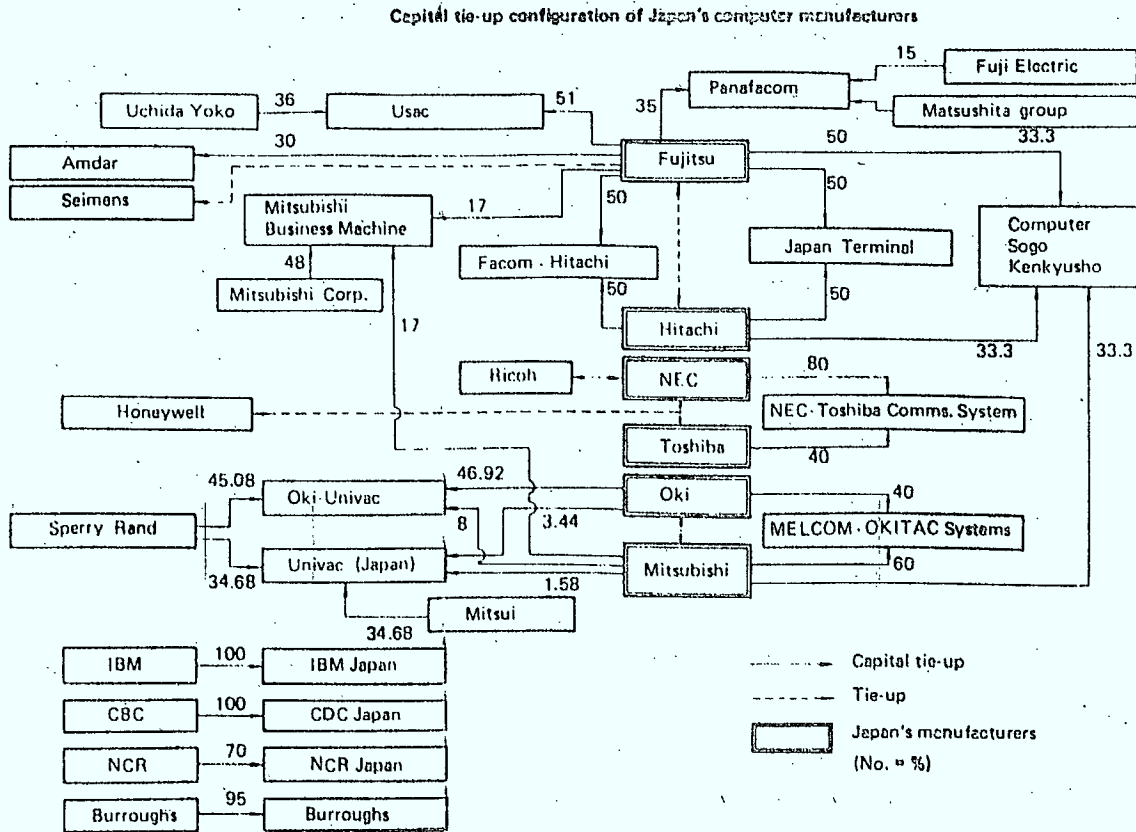 Capital tie-up configuration of Japan's computer manufacturers
15
Fuji Electric
Panafacom
Uchida Yoko
36
Usac
51
35
Matsushita group
33.3
Amdar
30
Fujitsu
50
Seimens
50
50
17
Mitsubishi
Business Machine
Computer
Sogo
Kenkyusho
Japan Terminal
Facom - Hitachi
48
Mitsubishi Corp.
50
50
17
Hitachi
33.3
33.3
Ricoh
NEC
80
Honeywell
NEC - Toshiba Comms. System
Toshiba
40
45.08
46.92
Oki-Univac
Oki
40
8
3.44
Sperry Rand
MELCOM - OKITAC Systems
Univac (Japan)
Mitsubishi
60
34.68
1.58
Mitsui
34.68
IBM
100
IBM Japan
Capital tie-up
Tie-up
CBC
100
CDC Japan
Japan's manufacturers
(No. = %)
NCR
70
NCR Japan
Burroughs
95
Burroughs